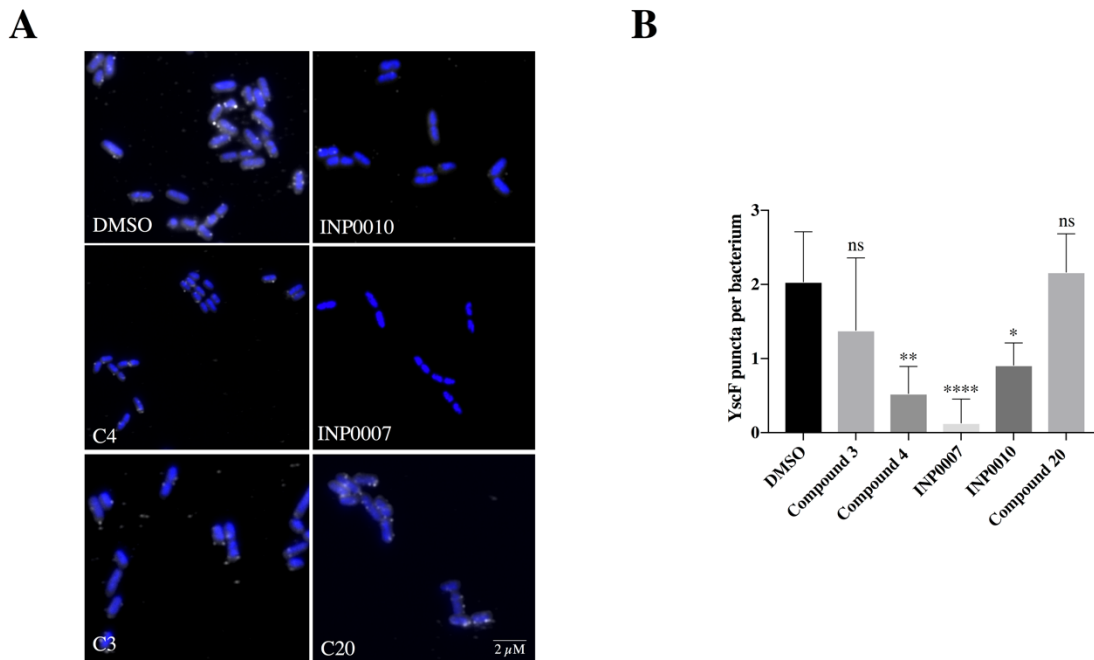 A
B
DMSO
INP0010
C4
INP0007
C3
C20
2 µM
YscF puncta per bacterium
3
2
1
0
ns
**
****
*
ns
DMSO
Compound 3
Compound 4
INP0007
INP0010
Compound 20